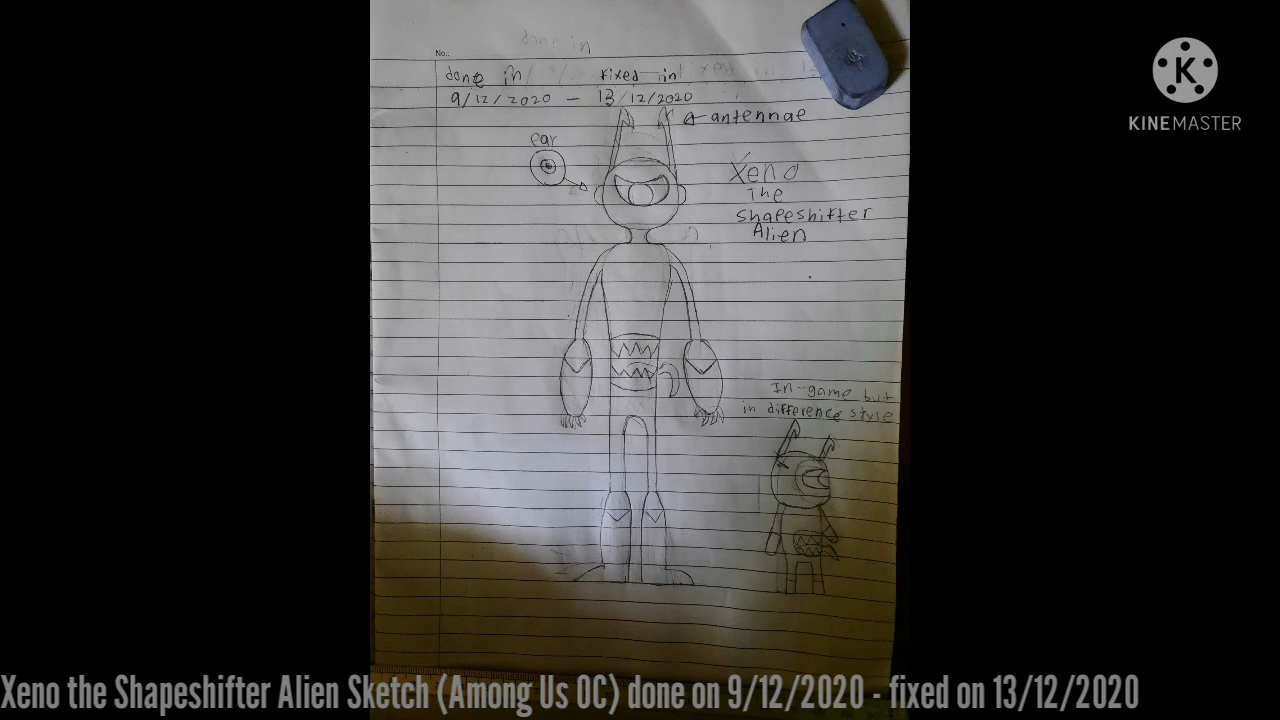 done in
No.:
done in fixed in
9/12/2020 - 13/12/2020
antennae
ear
Xeno
The
Shapeshifter
Alien
In-game but
in difference style
K
KINEMASTER
Xeno the Shapeshifter Alien Sketch (Among Us OC) done on 9/12/2020 - fixed on 13/12/2020